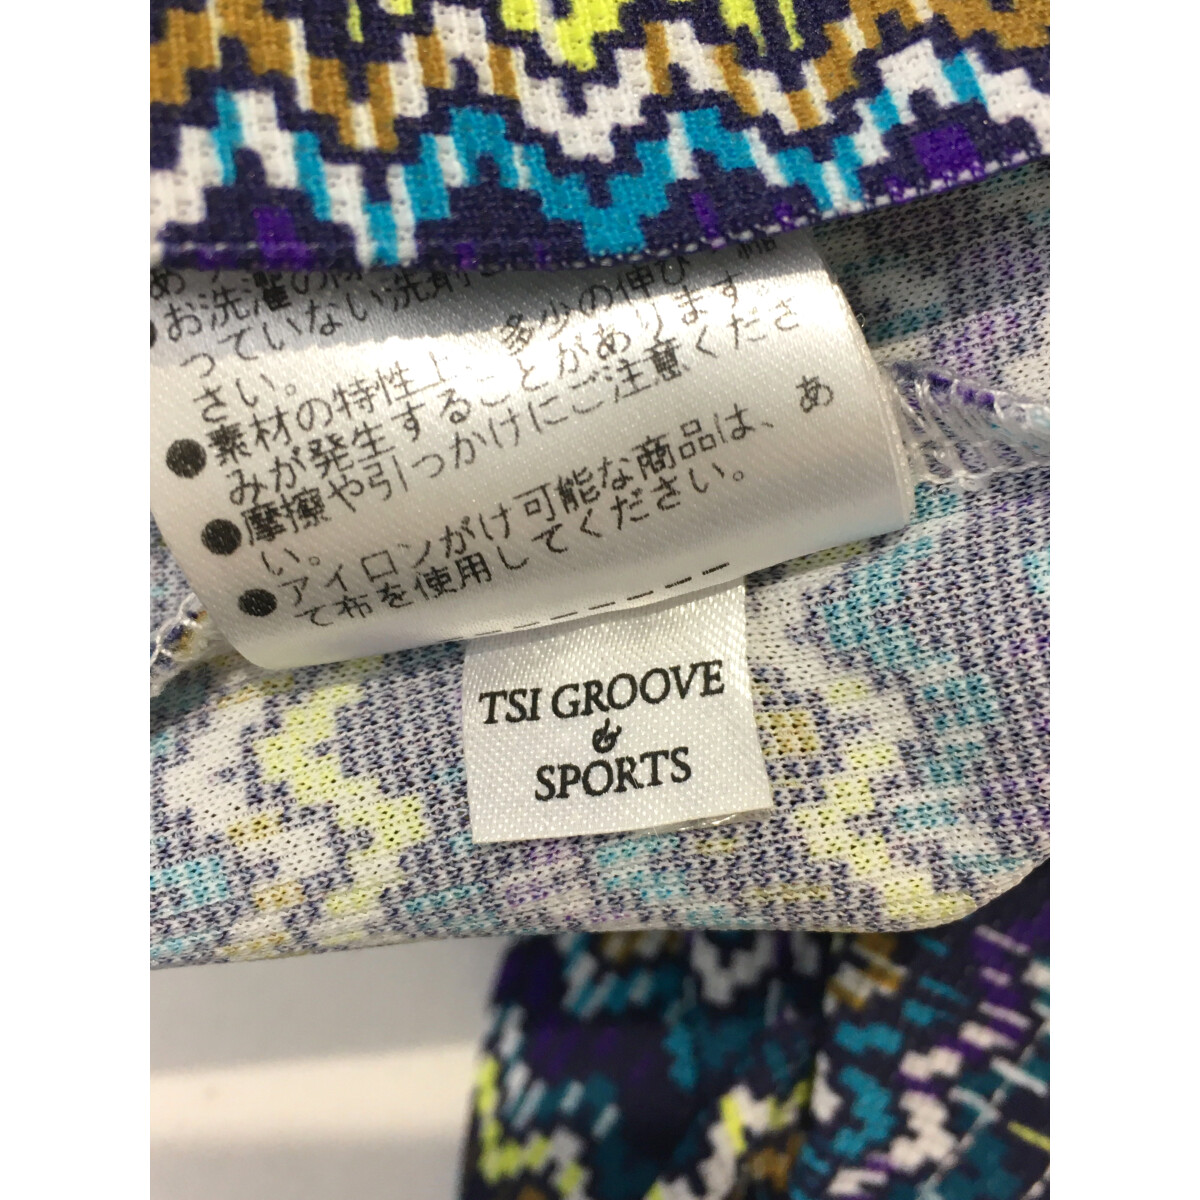 お洗濯の際
っていない洗剤
さい。
●素材の特性上、多少の伸び・縮
みが発生することがあります。
●摩擦や引っかけにご注意くださ
い。
●アイロンがけ可能な商品は、あ
て布を使用してください。
TSI GROOVE
&
SPORTS